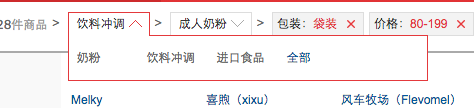 28件商品 > 饮料冲调 > 成人奶粉 > 包装：袋装 × 价格：80-199 ×
奶粉 饮料冲调 进口食品 全部
Melky 喜煦（xixu） 风车牧场（Flevomel）